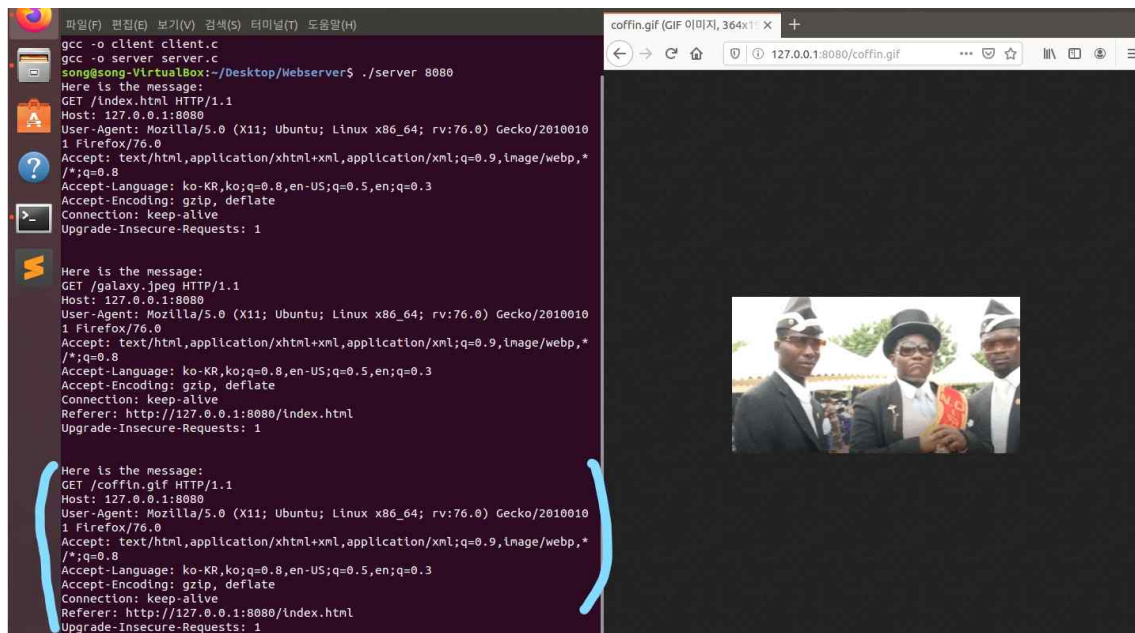 파일(F) 편집(E) 보기(V) 검색(S) 터미널(T) 도움말(H)
gcc -o client client.c
gcc -o server server.c
song@song-VirtualBox:~/Desktop/Webserver$ ./server 8080
Here is the message:
GET /index.html HTTP/1.1
Host: 127.0.0.1:8080
User-Agent: Mozilla/5.0 (X11; Ubuntu; Linux x86_64; rv:76.0) Gecko/2010010
1 Firefox/76.0
Accept: text/html,application/xhtml+xml,application/xml;q=0.9,image/webp,*
/*;q=0.8
Accept-Language: ko-KR,ko;q=0.8,en-US;q=0.5,en;q=0.3
Accept-Encoding: gzip, deflate
Connection: keep-alive
Upgrade-Insecure-Requests: 1
Here is the message:
GET /galaxy.jpeg HTTP/1.1
Host: 127.0.0.1:8080
User-Agent: Mozilla/5.0 (X11; Ubuntu; Linux x86_64; rv:76.0) Gecko/2010010
1 Firefox/76.0
Accept: text/html,application/xhtml+xml,application/xml;q=0.9,image/webp,*
/*;q=0.8
Accept-Language: ko-KR,ko;q=0.8,en-US;q=0.5,en;q=0.3
Accept-Encoding: gzip, deflate
Connection: keep-alive
Referer: http://127.0.0.1:8080/index.html
Upgrade-Insecure-Requests: 1
Here is the message:
GET /coffin.gif HTTP/1.1
Host: 127.0.0.1:8080
User-Agent: Mozilla/5.0 (X11; Ubuntu; Linux x86_64; rv:76.0) Gecko/2010010
1 Firefox/76.0
Accept: text/html,application/xhtml+xml,application/xml;q=0.9,image/webp,*
/*;q=0.8
Accept-Language: ko-KR,ko;q=0.8,en-US;q=0.5,en;q=0.3
Accept-Encoding: gzip, deflate
Connection: keep-alive
Referer: http://127.0.0.1:8080/index.html
Upgrade-Insecure-Requests: 1
coffin.gif (GIF 이미지, 364x1
127.0.0.1:8080/coffin.gif